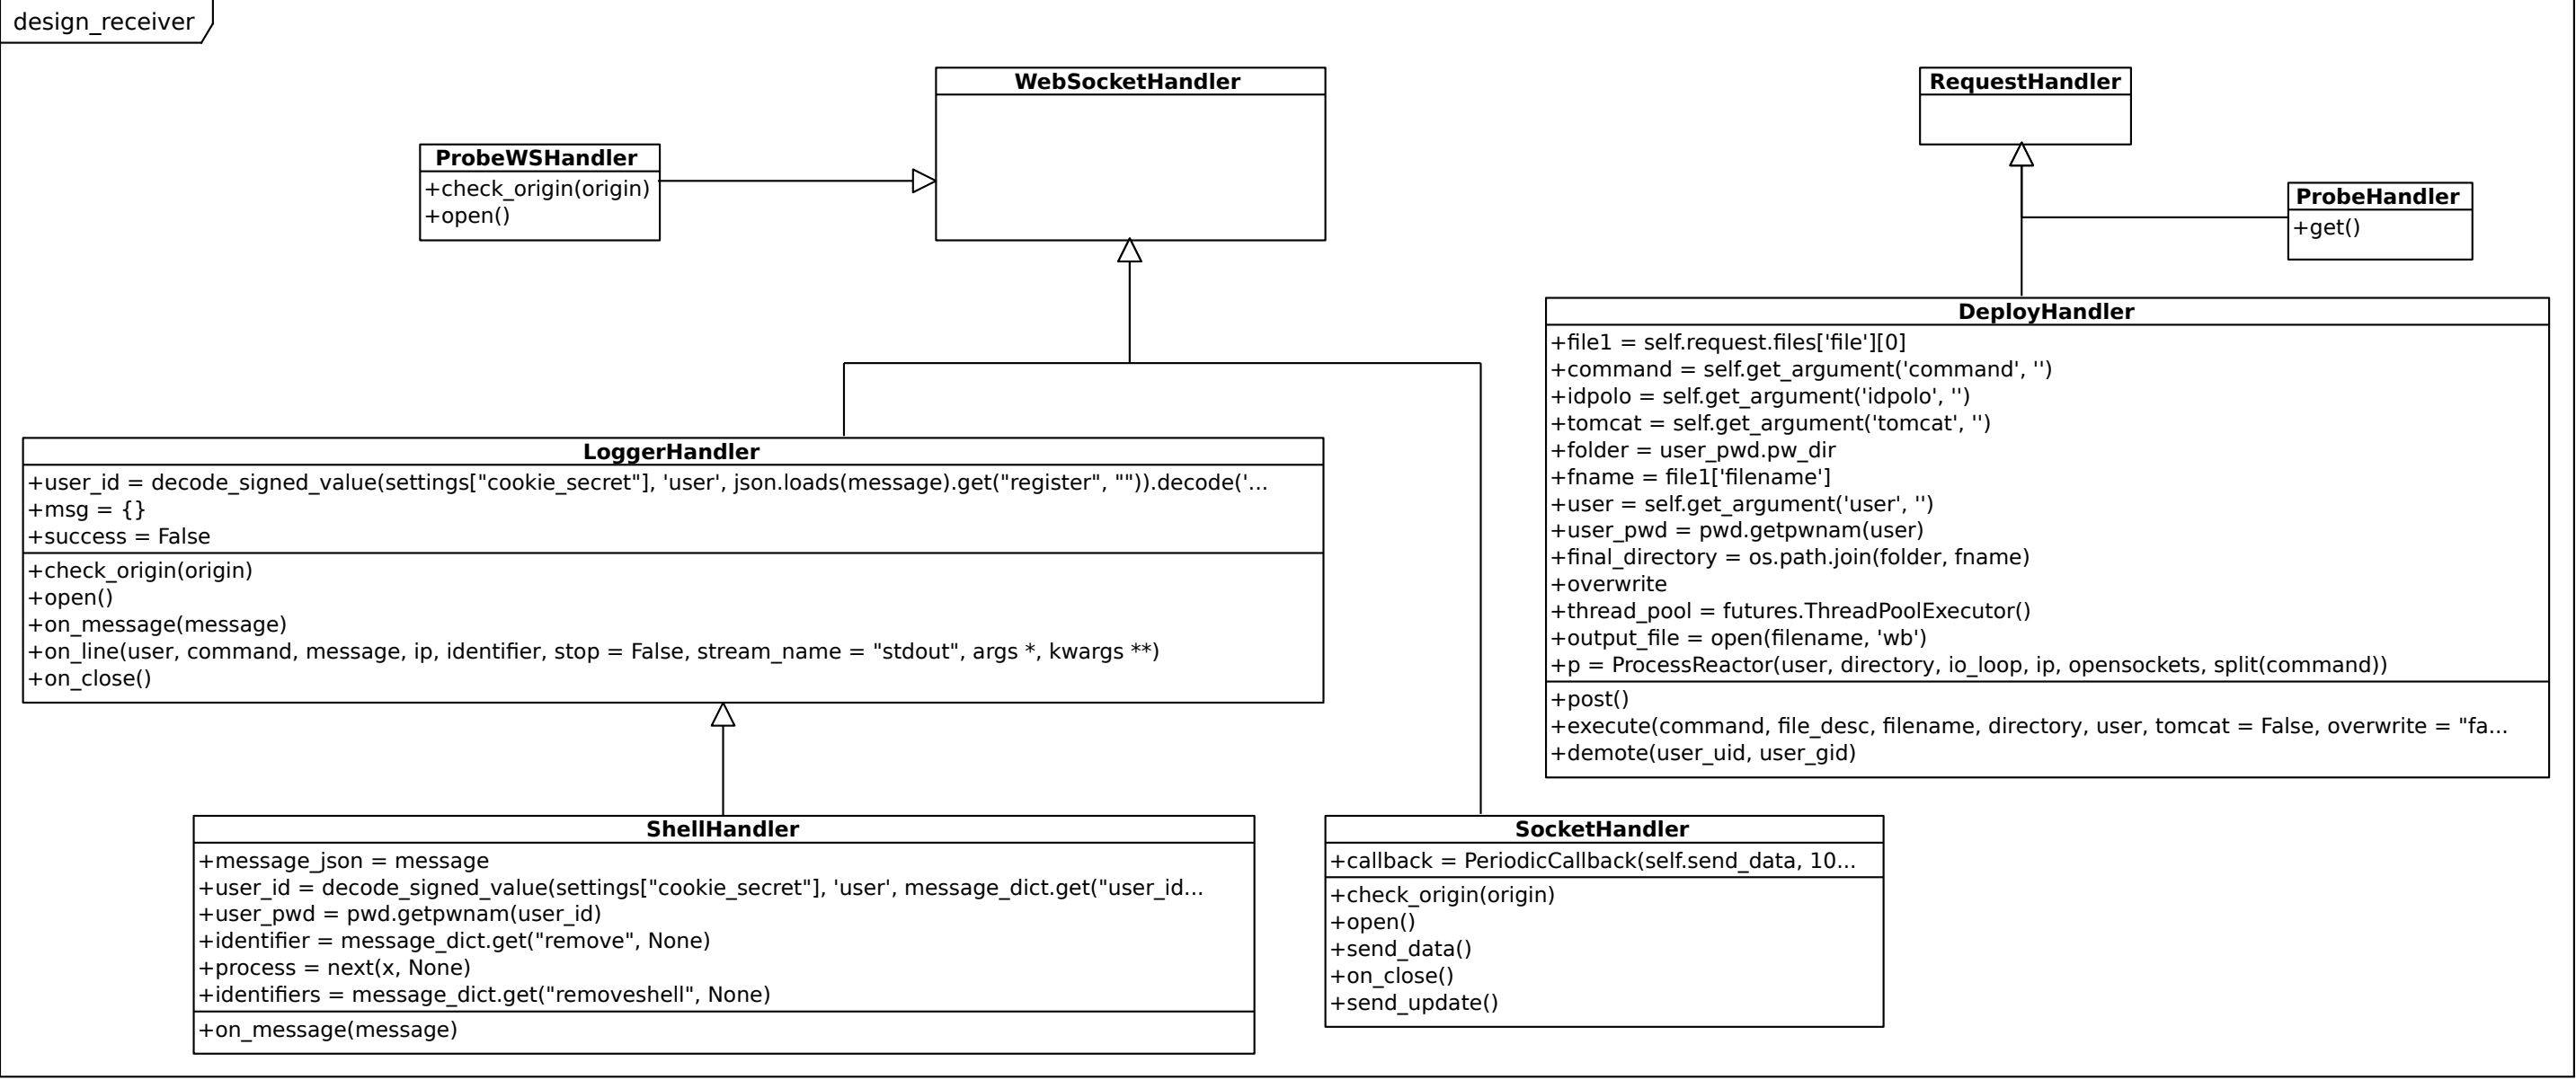 design_receiver
WebSocketHandler
RequestHandler
ProbeWSHandler
+check_origin(origin)
+open()
ProbeHandler
+get()
DeployHandler
+file1 = self.request.files['file'][0]
+command = self.get_argument('command', '')
+idpolo = self.get_argument('idpolo', '')
+tomcat = self.get_argument('tomcat', '')
+folder = user_pwd.pw_dir
+fname = file1['filename']
+user = self.get_argument('user', '')
+user_pwd = pwd.getpwnam(user)
+final_directory = os.path.join(folder, fname)
+overwrite
+thread_pool = futures.ThreadPoolExecutor()
+output_file = open(filename, 'wb')
+p = ProcessReactor(user, directory, io_loop, ip, opensockets, split(command))
+post()
+execute(command, file_desc, filename, directory, user, tomcat = False, overwrite = "fa...
+demote(user_uid, user_gid)
LoggerHandler
+user_id = decode_signed_value(settings["cookie_secret"], 'user', json.loads(message).get("register", "")).decode('...
+msg = {}
+success = False
+check_origin(origin)
+open()
+on_message(message)
+on_line(user, command, message, ip, identifier, stop = False, stream_name = "stdout", args *, kwargs **)
+on_close()
ShellHandler
+message_json = message
+user_id = decode_signed_value(settings["cookie_secret"], 'user', message_dict.get("user_id...
+user_pwd = pwd.getpwnam(user_id)
+identifier = message_dict.get("remove", None)
+process = next(x, None)
+identifiers = message_dict.get("removeshell", None)
+on_message(message)
SocketHandler
+callback = PeriodicCallback(self.send_data, 10...
+check_origin(origin)
+open()
+send_data()
+on_close()
+send_update()